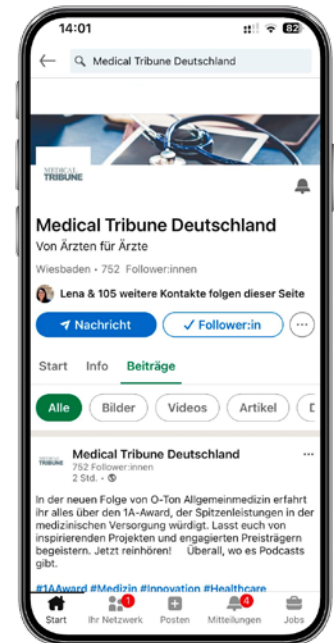 14:01
82
Medical Tribune Deutschland
MEDICAL
TRIBUNE
Medical Tribune Deutschland
Von Ärzten für Ärzte
Wiesbaden • 752 Follower:innen
Lena & 105 weitere Kontakte folgen dieser Seite
Nachricht
Follower:in
Start Info Beiträge
Alle Bilder Videos Artikel
MEDICAL
TRIBUNE
Medical Tribune Deutschland
752 Follower:innen
2 Std. •
In der neuen Folge von O-Ton Allgemeinmedizin erfahrt
ihr alles über den 1A-Award, der Spitzenleistungen in der
medizinischen Versorgung würdigt. Lasst euch von
inspirierenden Projekten und engagierten Preisträgern
begeistern. Jetzt reinhören! Überall, wo es Podcasts
gibt.
#1AAward #Medizin #Innovation #Healthcare
1 4
Start Ihr Netzwerk Posten Mitteilungen Jobs